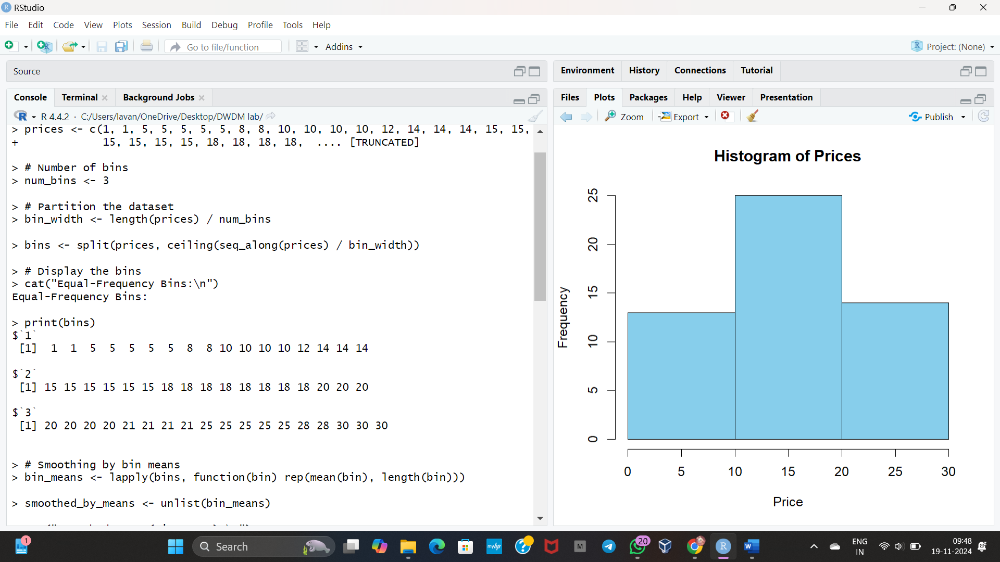 RStudio
File Edit Code View Plots Session Build Debug Profile Tools Help
Go to file/function Addins Project: (None)
Source
Console Terminal Background Jobs
R 4.4.2 · C:/Users/lavan/OneDrive/Desktop/DWDM lab/
> prices <- c(1, 1, 5, 5, 5, 5, 5, 8, 8, 10, 10, 10, 10, 12, 14, 14, 14, 15, 15,
+ 15, 15, 15, 15, 18, 18, 18, 18, .... [TRUNCATED]
> # Number of bins
> num_bins <- 3
> # Partition the dataset
> bin_width <- length(prices) / num_bins
> bins <- split(prices, ceiling(seq_along(prices) / bin_width))
> # Display the bins
> cat("Equal-Frequency Bins:\n")
Equal-Frequency Bins:
> print(bins)
$`1`
[1] 1 1 5 5 5 5 5 8 8 10 10 10 10 12 14 14 14
$`2`
[1] 15 15 15 15 15 15 18 18 18 18 18 18 18 18 20 20 20
$`3`
[1] 20 20 20 20 21 21 21 21 25 25 25 25 25 28 28 30 30 30
> # Smoothing by bin means
> bin_means <- lapply(bins, function(bin) rep(mean(bin), length(bin)))
> smoothed_by_means <- unlist(bin_means)
Environment History Connections Tutorial
Files Plots Packages Help Viewer Presentation
Zoom Export Publish
Histogram of Prices
Frequency
25
20
15
10
5
0
0 5 10 15 20 25 30
Price
1
Search
myhp
M
20
R
W
ENG
IN
09:48
19-11-2024